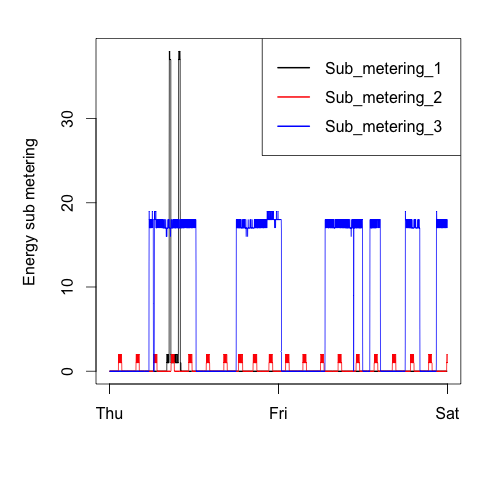 Sub_metering_1
Sub_metering_2
Sub_metering_3
Energy sub metering
30
20
10
0
Thu Fri Sat